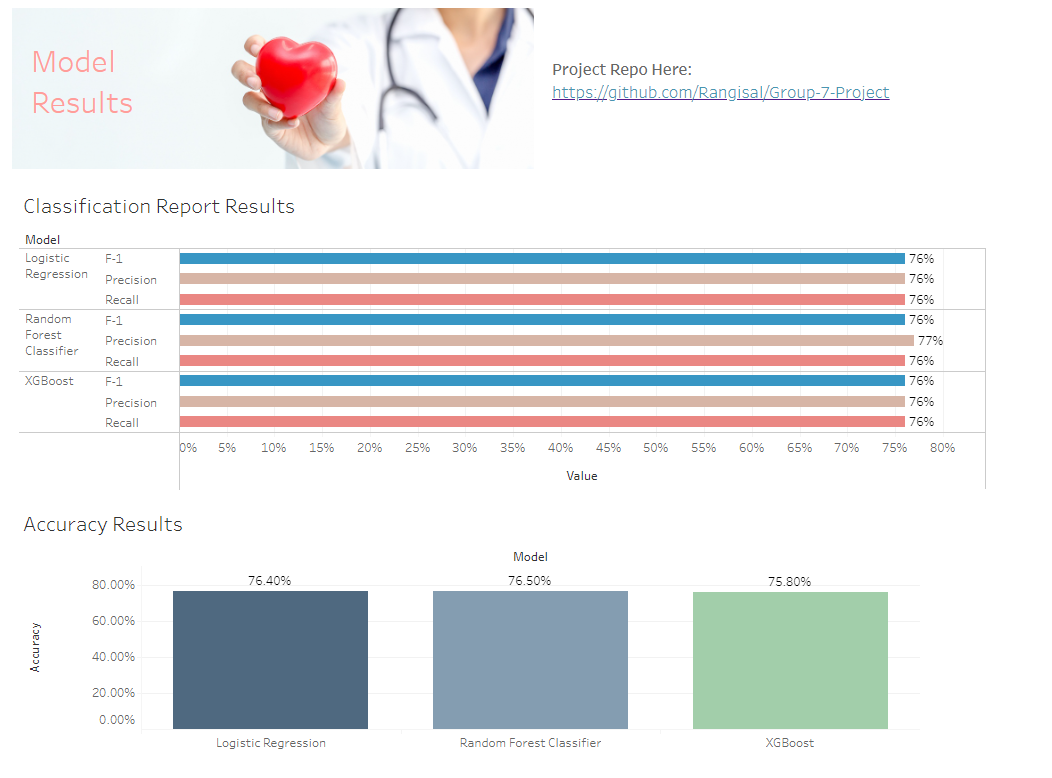 Model
Results
Project Repo Here:
https://github.com/Rangisal/Group-7-Project
Classification Report Results
Model
Logistic
Regression
F-1
76%
Precision
76%
Recall
76%
Random
Forest
Classifier
F-1
76%
Precision
77%
Recall
76%
XGBoost
F-1
76%
Precision
76%
Recall
76%
0% 5% 10% 15% 20% 25% 30% 35% 40% 45% 50% 55% 60% 65% 70% 75% 80%
Value
Accuracy Results
Model
76.40% 76.50% 75.80%
80.00%
60.00%
40.00%
20.00%
0.00%
Accuracy
Logistic Regression Random Forest Classifier XGBoost